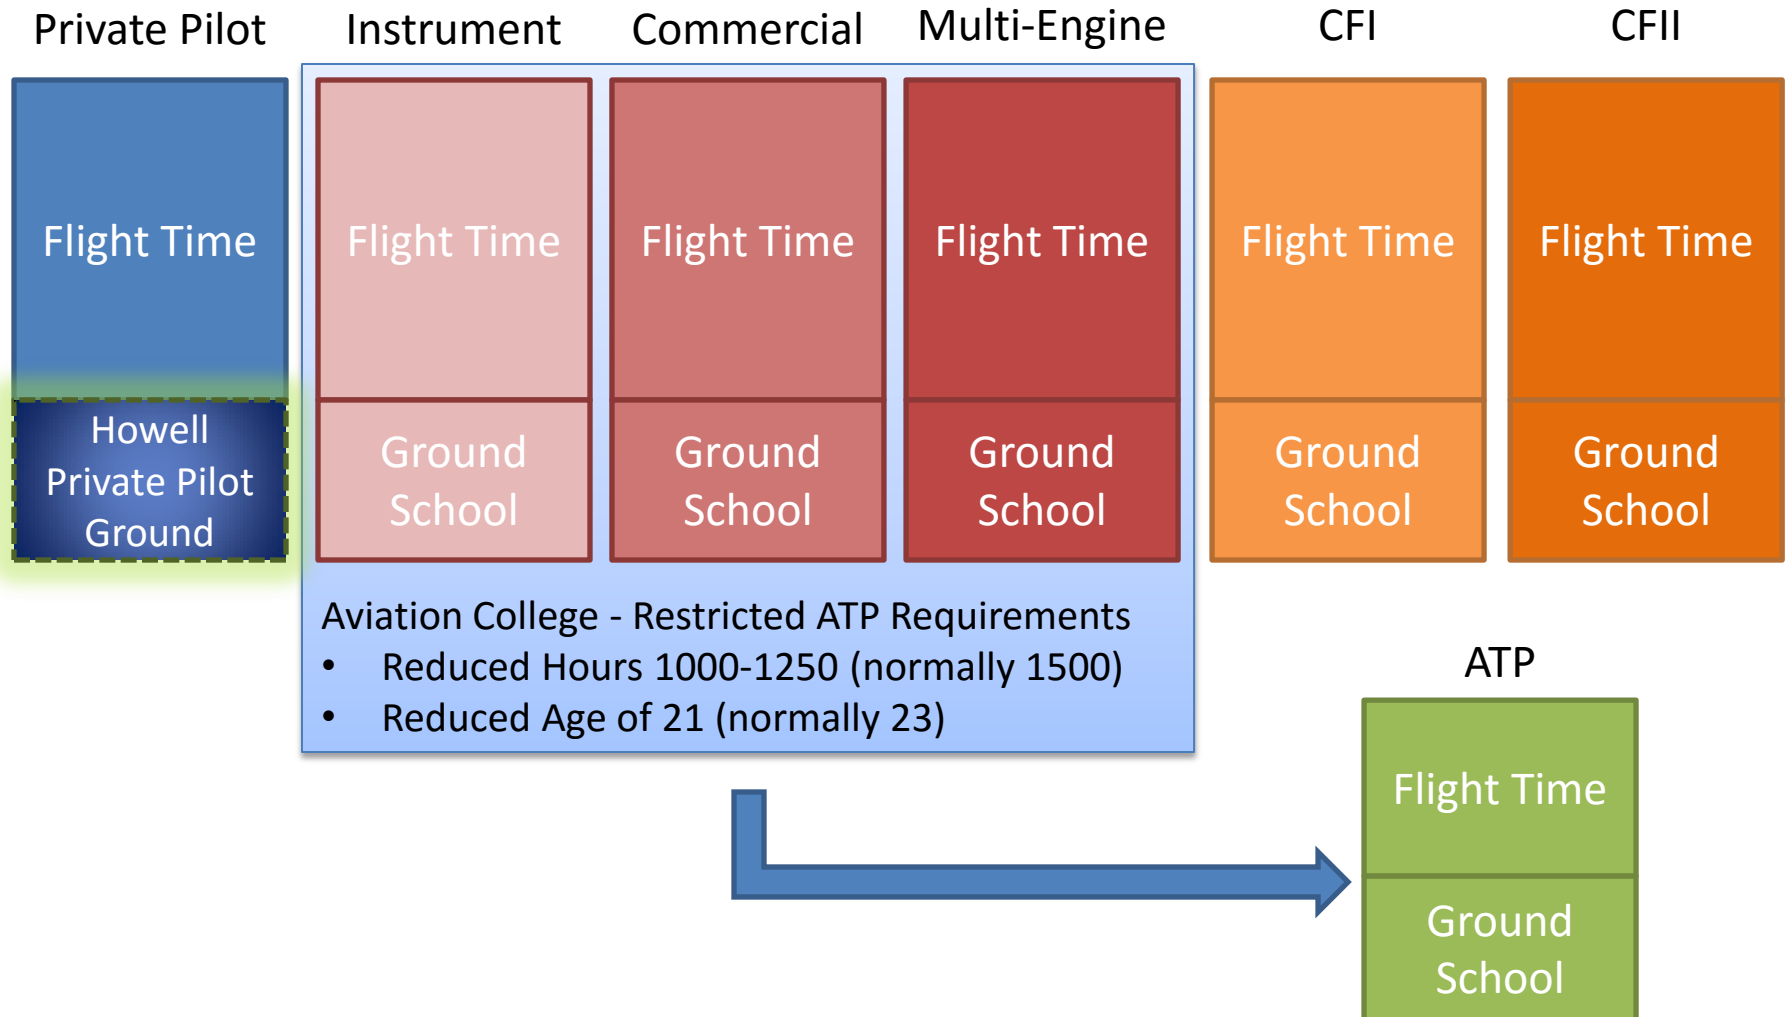 Private Pilot
Instrument
Commercial
Multi-Engine
CFI
CFII
Flight Time
Flight Time
Flight Time
Flight Time
Flight Time
Flight Time
Howell
Private Pilot
Ground
Ground
School
Ground
School
Ground
School
Ground
School
Ground
School
Aviation College - Restricted ATP Requirements
• Reduced Hours 1000-1250 (normally 1500)
• Reduced Age of 21 (normally 23)
ATP
Flight Time
Ground
School